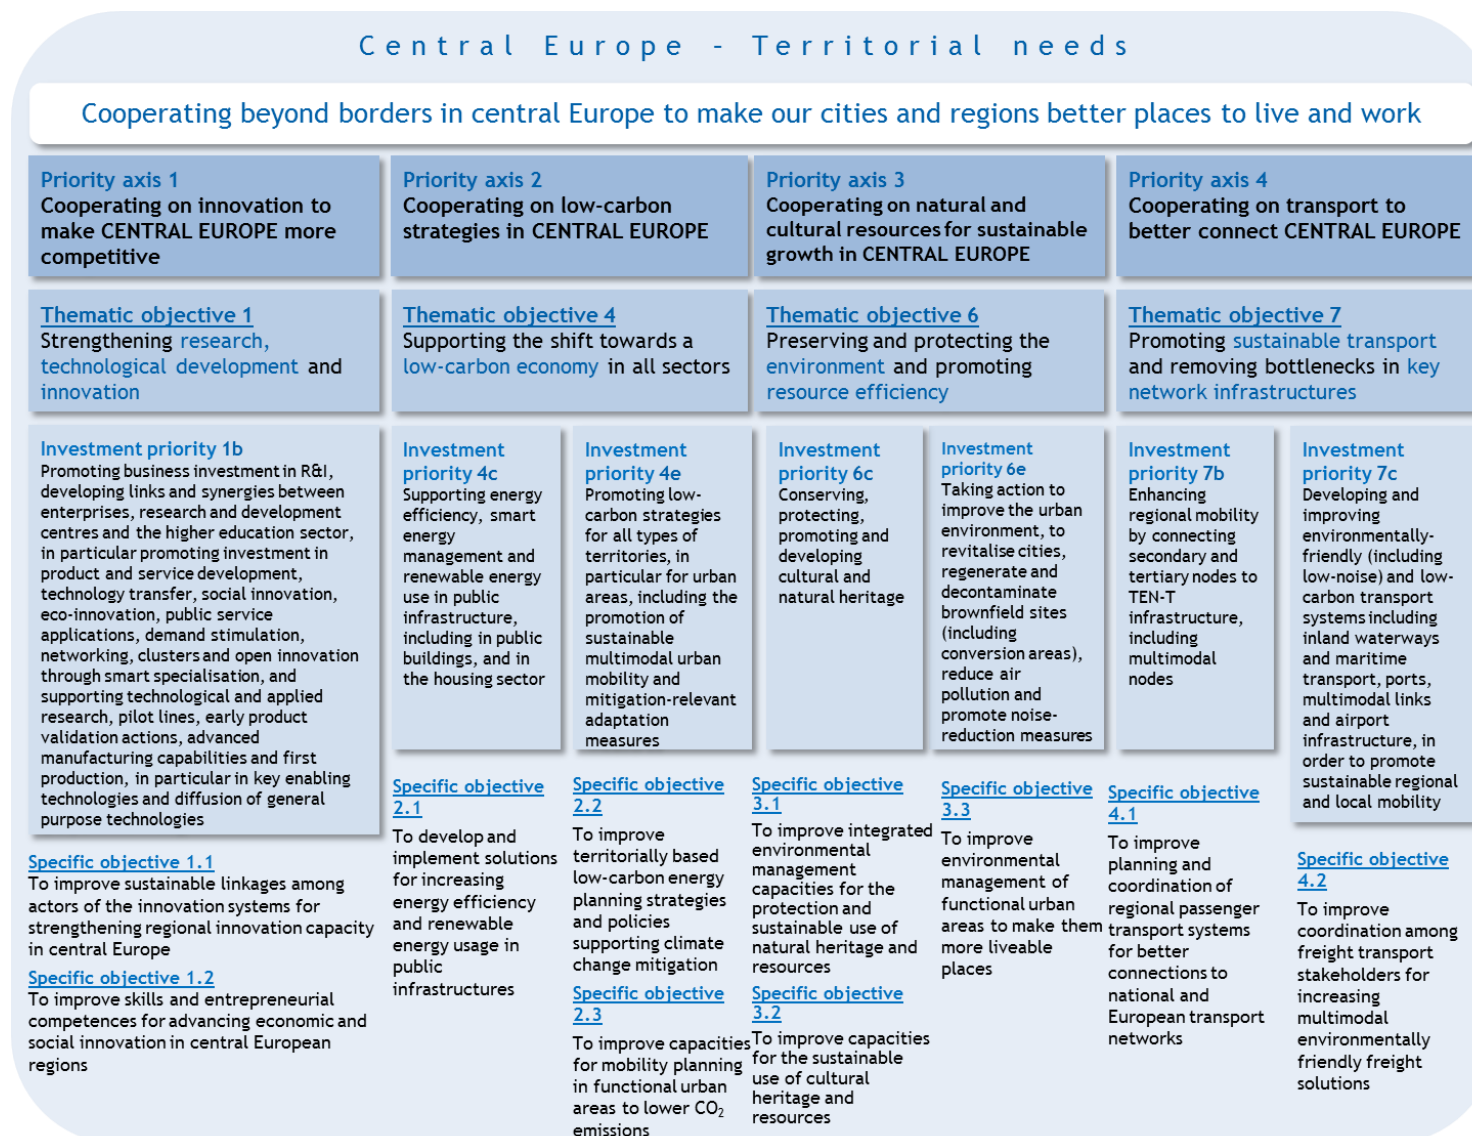 Central Europe - Territorial needs
Cooperating beyond borders in central Europe to make our cities and regions better places to live and work
Priority axis 1
Cooperating on innovation to
make CENTRAL EUROPE more
competitive
Priority axis 2
Cooperating on low-carbon
strategies in CENTRAL EUROPE
Priority axis 3
Cooperating on natural and
cultural resources for sustainable
growth in CENTRAL EUROPE
Priority axis 4
Cooperating on transport to
better connect CENTRAL EUROPE
Thematic objective 1
Strengthening research,
technological development and
innovation
Thematic objective 4
Supporting the shift towards a
low-carbon economy in all sectors
Thematic objective 6
Preserving and protecting the
environment and promoting
resource efficiency
Thematic objective 7
Promoting sustainable transport
and removing bottlenecks in key
network infrastructures
Investment priority 1b
Promoting business investment in R&I,
developing links and synergies between
enterprises, research and development
centres and the higher education sector,
in particular promoting investment in
product and service development,
technology transfer, social innovation,
eco-innovation, public service
applications, demand stimulation,
networking, clusters and open innovation
through smart specialisation, and
supporting technological and applied
research, pilot lines, early product
validation actions, advanced
manufacturing capabilities and first
production, in particular in key enabling
technologies and diffusion of general
purpose technologies
Investment
priority 4c
Supporting energy
efficiency, smart
energy
management and
renewable energy
use in public
infrastructure,
including in public
buildings, and in
the housing sector
Investment
priority 4e
Promoting low-
carbon strategies
for all types of
territories, in
particular for urban
areas, including the
promotion of
sustainable
multimodal urban
mobility and
mitigation-relevant
adaptation
measures
Investment
priority 6c
Conserving,
protecting,
promoting and
developing
cultural and
natural heritage
Investment
priority 6e
Taking action to
improve the urban
environment, to
revitalise cities,
regenerate and
decontaminate
brownfield sites
(including
conversion areas),
reduce air
pollution and
promote noise-
reduction measures
Investment
priority 7b
Enhancing
regional mobility
by connecting
secondary and
tertiary nodes to
TEN-T
infrastructure,
including
multimodal
nodes
Investment
priority 7c
Developing and
improving
environmentally-
friendly (including
low-noise) and low-
carbon transport
systems including
inland waterways
and maritime
transport, ports,
multimodal links
and airport
infrastructure, in
order to promote
sustainable regional
and local mobility
Specific objective 1.1
To improve sustainable linkages among
actors of the innovation systems for
strengthening regional innovation capacity
in central Europe
Specific objective 1.2
To improve skills and entrepreneurial
competences for advancing economic and
social innovation in central European
regions
Specific objective
2.1
To develop and
implement solutions
for increasing
energy efficiency
and renewable
energy usage in
public
infrastructures
Specific objective
2.2
To improve
territorially based
low-carbon energy
planning strategies
and policies
supporting climate
change mitigation
Specific objective
2.3
To improve capacities
for mobility planning
in functional urban
areas to lower CO₂
emissions
Specific objective
3.1
To improve integrated
environmental
management
capacities for the
protection and
sustainable use of
natural heritage and
resources
Specific objective
3.2
To improve capacities
for the sustainable
use of cultural
heritage and
resources
Specific objective
3.3
To improve
environmental
management of
functional urban
areas to make them
more liveable
places
Specific objective
4.1
To improve
planning and
coordination of
regional passenger
transport systems
for better
connections to
national and
European transport
networks
Specific objective
4.2
To improve
coordination among
freight transport
stakeholders for
increasing
multimodal
environmentally
friendly freight
solutions